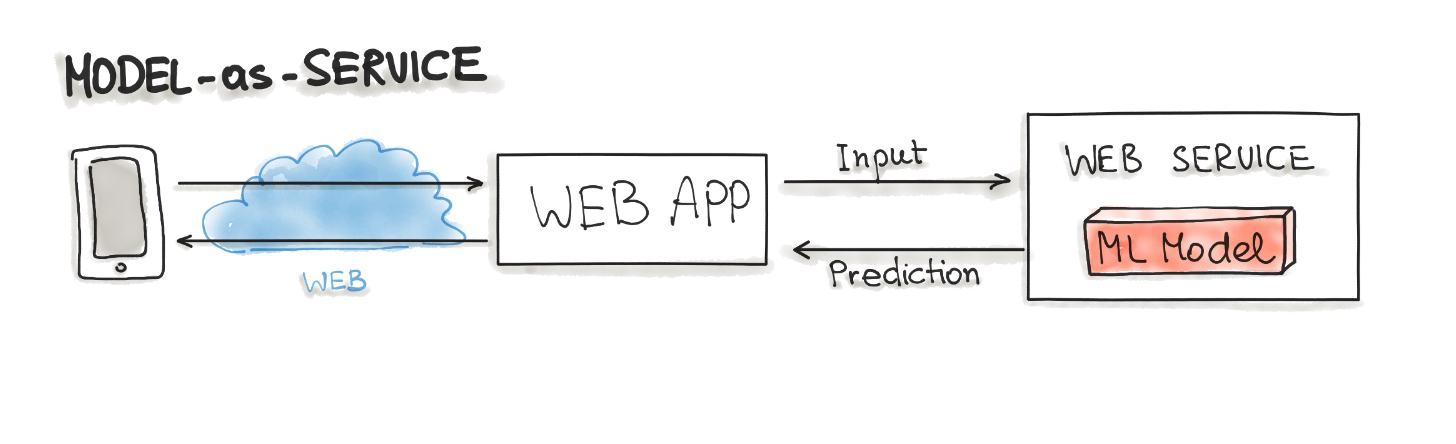 MODEL-as-SERVICE
WEB
WEB APP
Input
Prediction
WEB SERVICE
ML Model